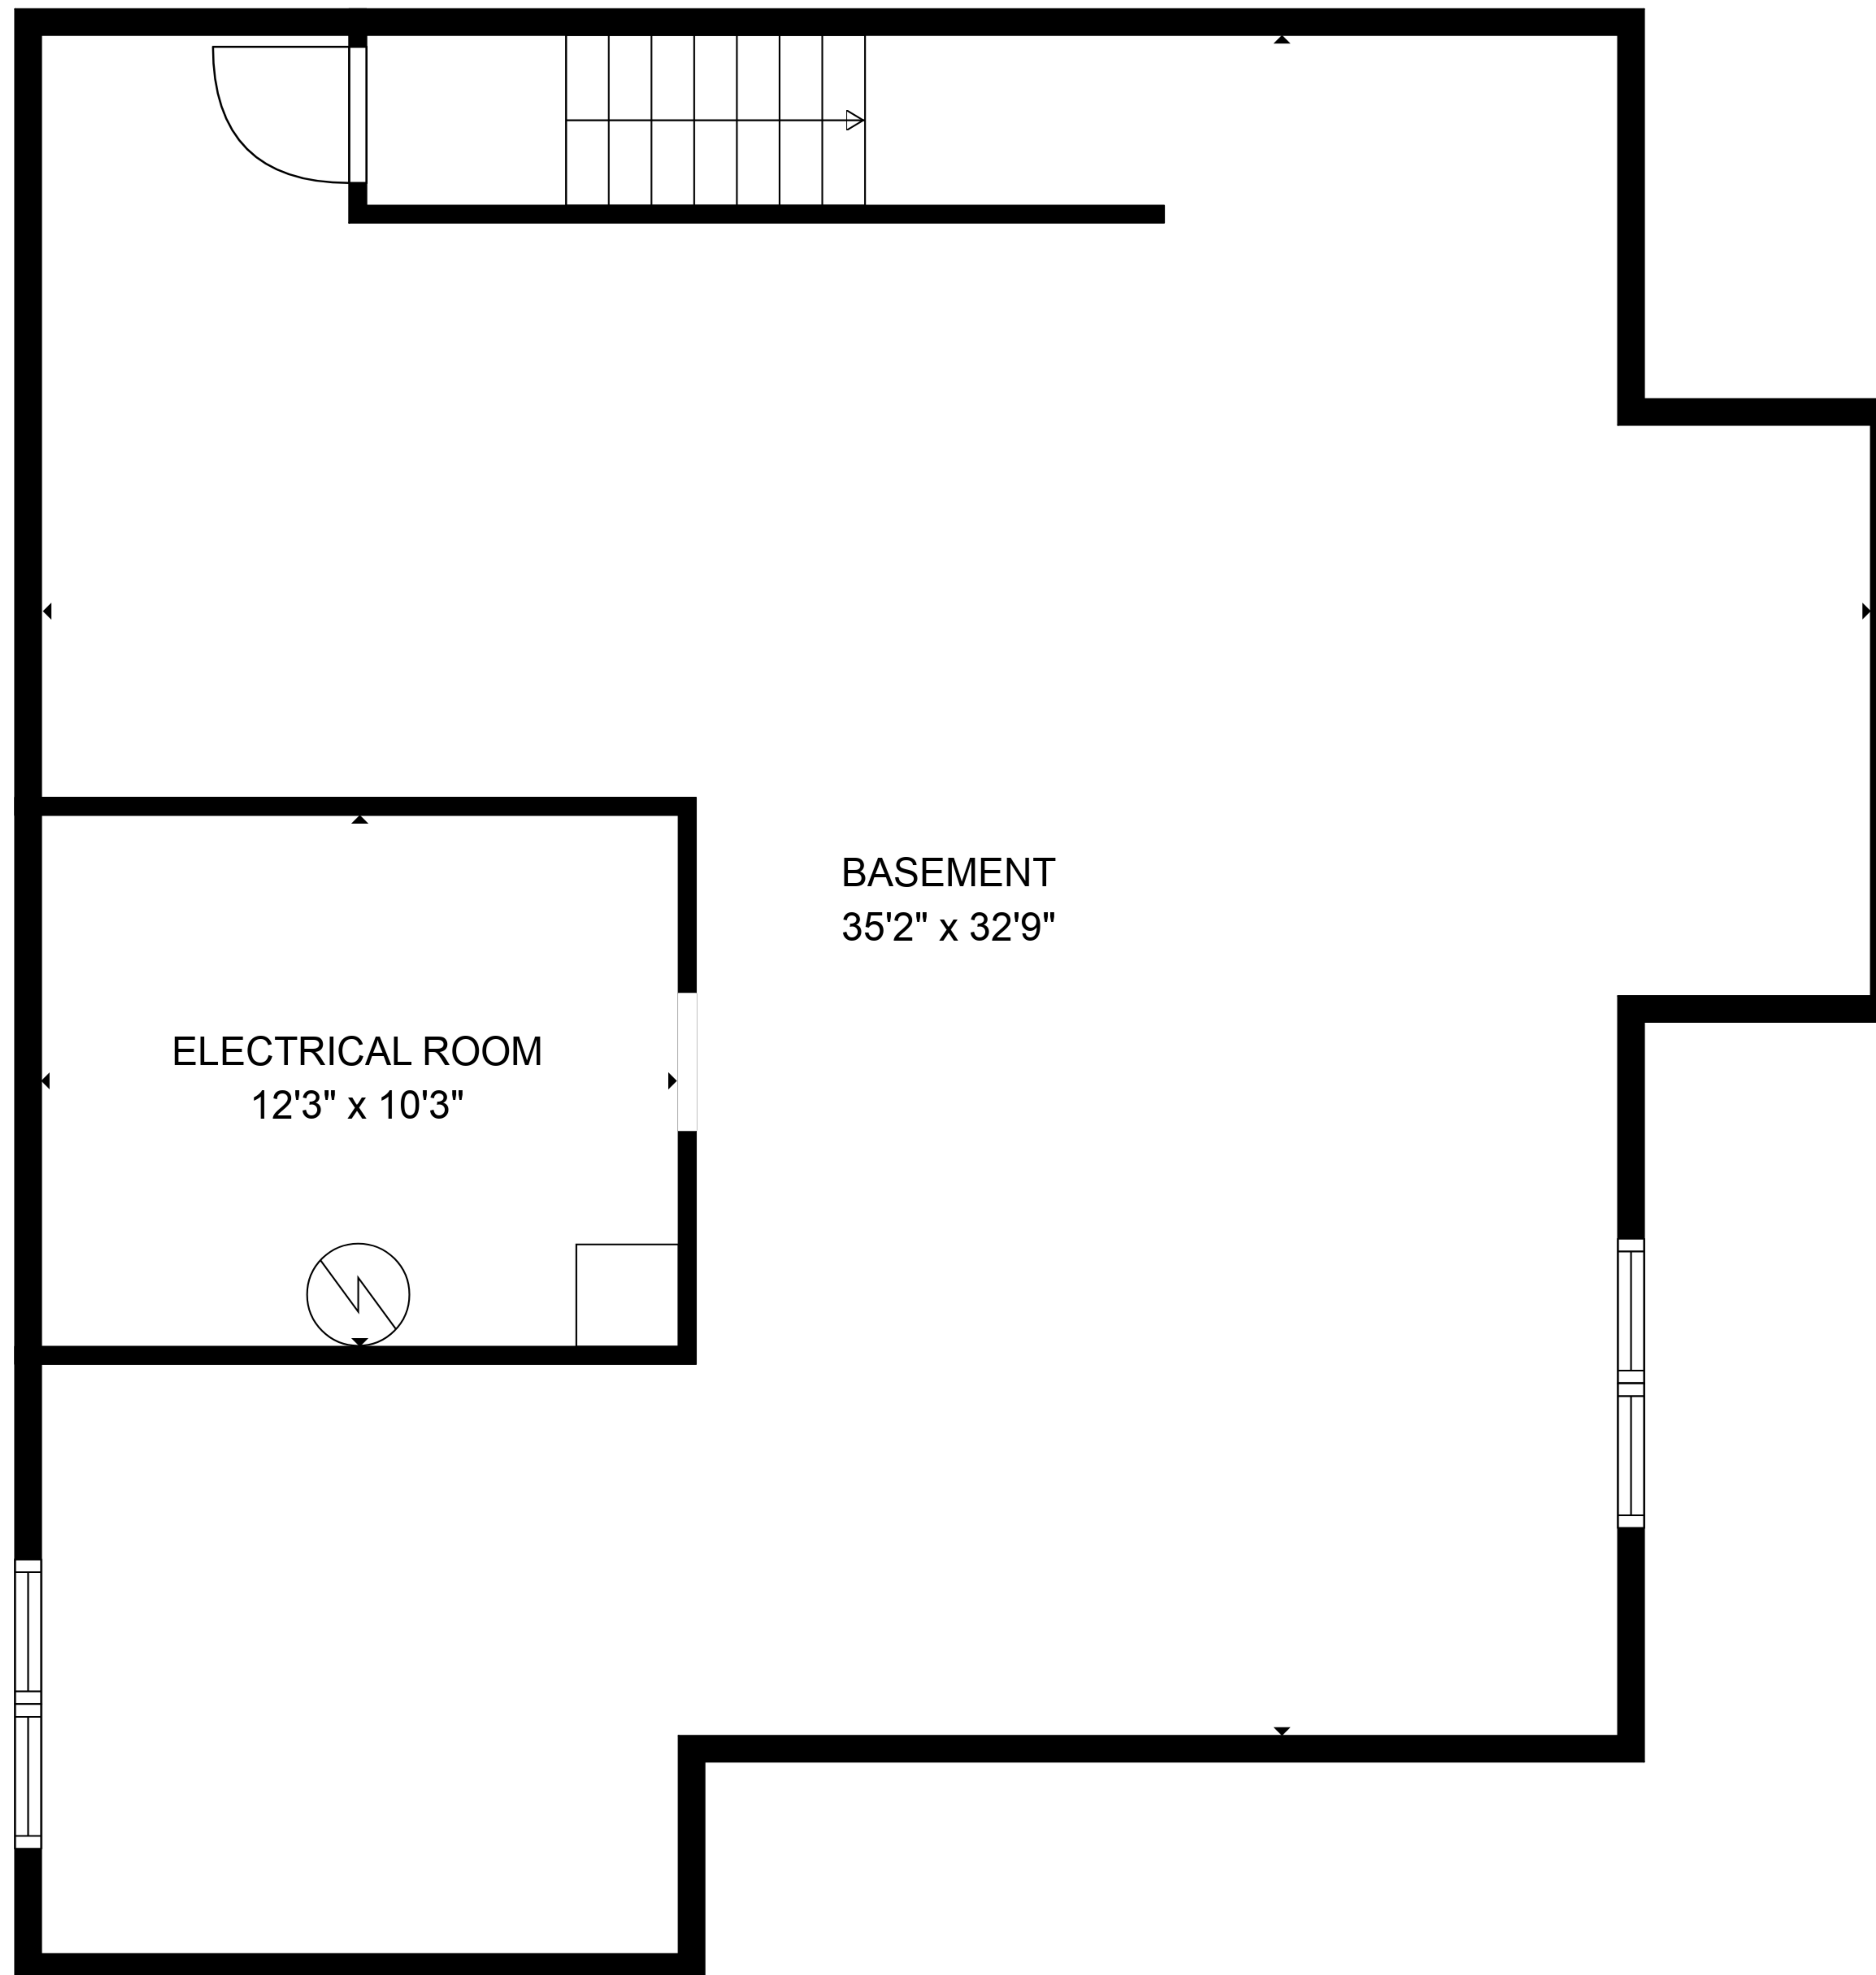 BASEMENT
35'2" x 32'9"
ELECTRICAL ROOM
12'3" x 10'3"